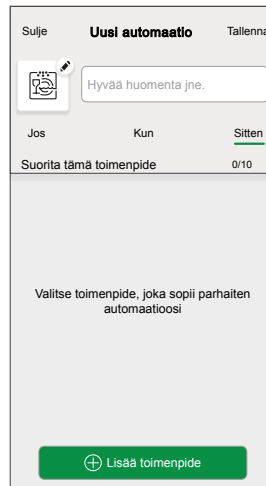 Sulje Uusi automaatio Tallenna
Hyvää huomenta jne.
Jos Kun Sitten
Suorita tämä toimenpide 0/10
Valitse toimenpide, joka sopii parhaiten
automaatioosi
Lisää toimenpide